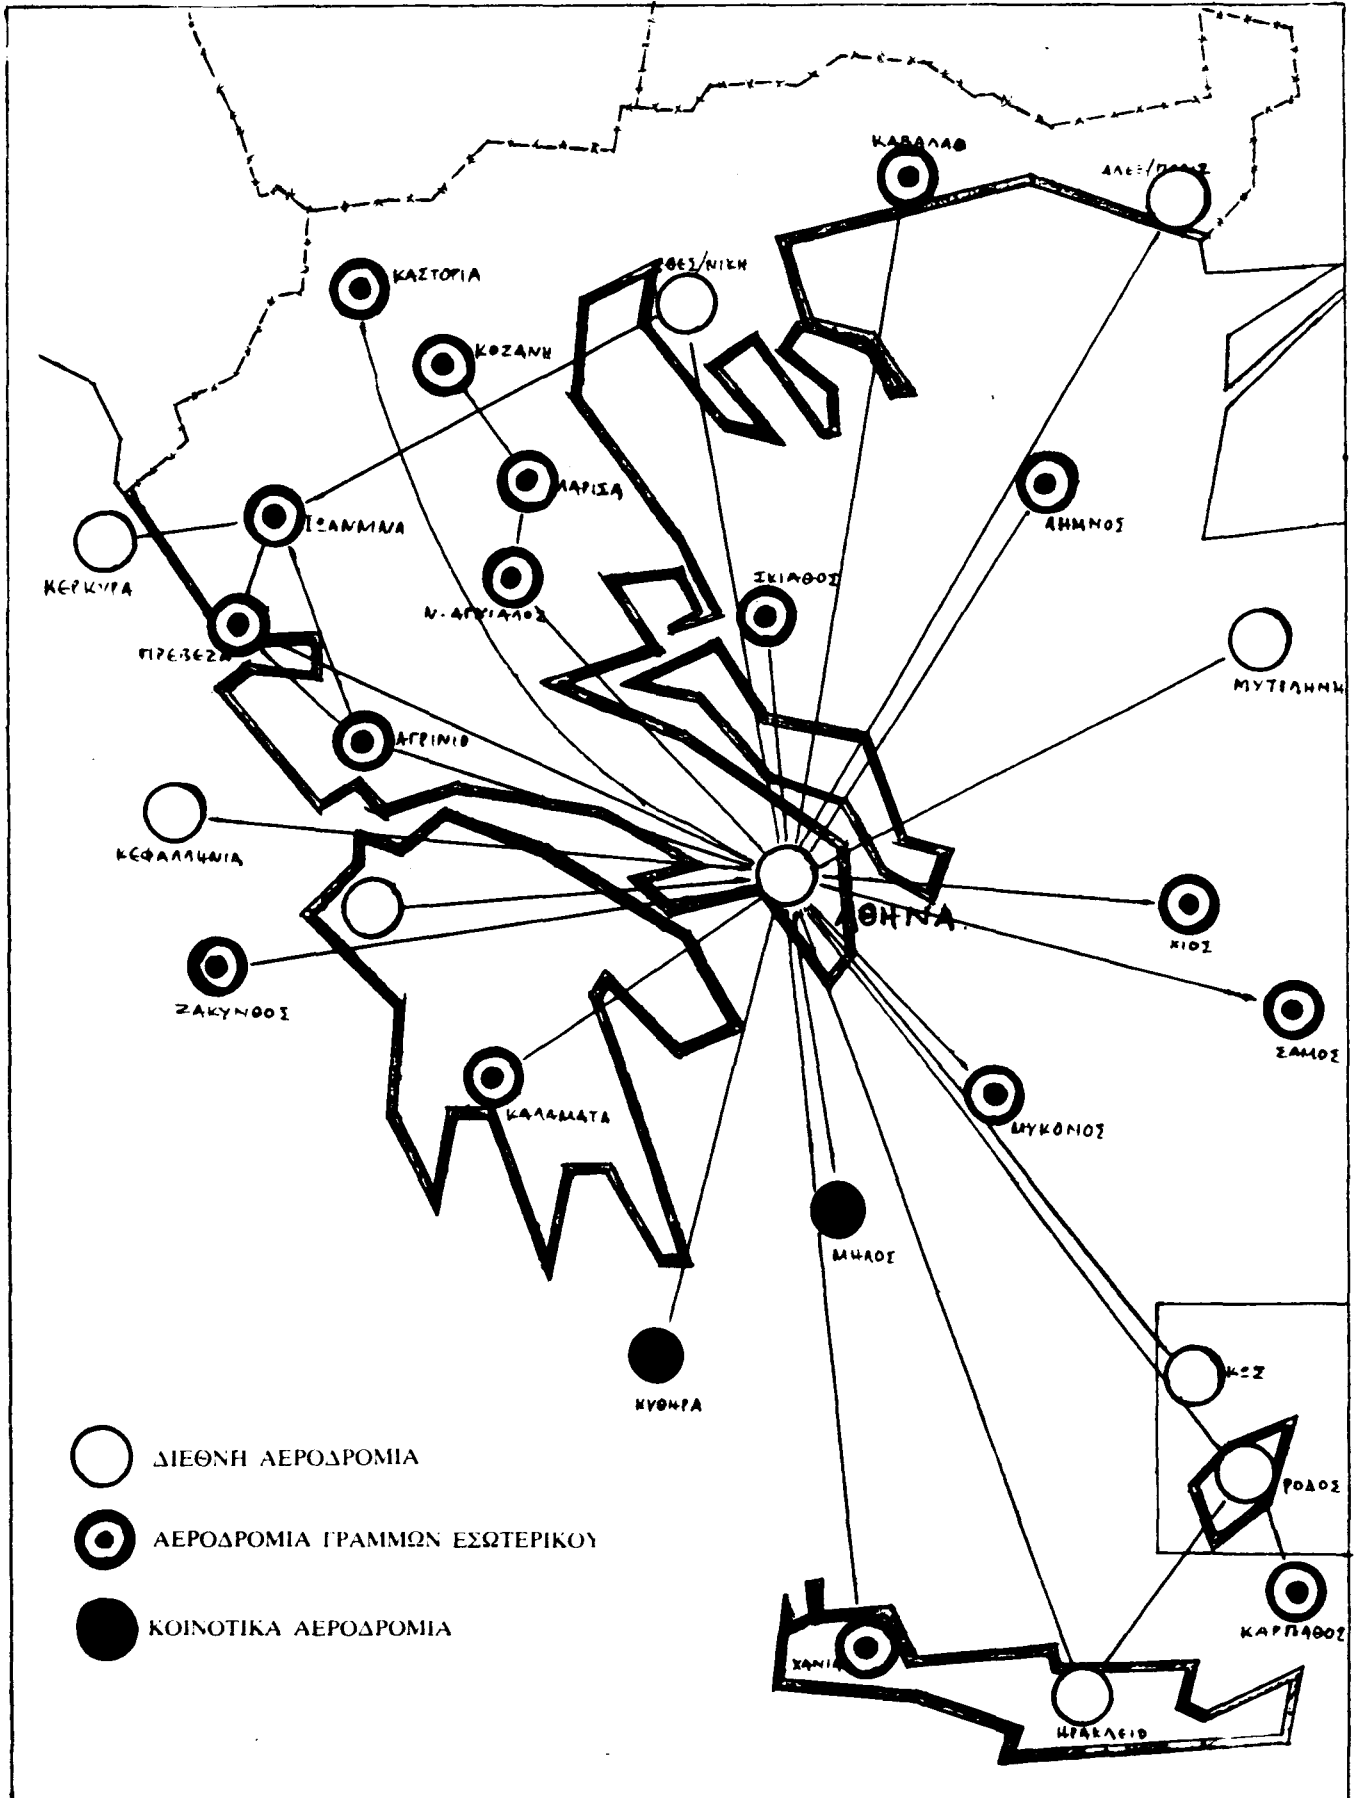 ΚΑΒΑΛΑ
ΑΛΕΞ/ΠΟΛΙΣ
ΘΕΣ/ΝΙΚΗ
ΚΑΣΤΟΡΙΑ
ΚΟΖΑΝΗ
ΛΑΡΙΣΑ
ΛΗΜΝΟΣ
ΙΩΑΝΝΙΝΑ
ΚΕΡΚΥΡΑ
ΣΚΙΑΘΟΣ
Ν. ΑΓΧΙΑΛΟΣ
ΠΡΕΒΕΖΑ
ΜΥΤΙΛΗΝΗ
ΑΓΡΙΝΙΟ
ΚΕΦΑΛΛΗΝΙΑ
ΑΘΗΝΑ.
ΧΙΟΣ
ΖΑΚΥΝΘΟΣ
ΣΑΜΟΣ
ΚΑΛΑΜΑΤΑ
ΜΥΚΟΝΟΣ
ΜΗΛΟΣ
ΚΩΣ
ΚΥΘΗΡΑ
ΔΙΕΘΝΗ ΑΕΡΟΔΡΟΜΙΑ
ΡΟΔΟΣ
ΑΕΡΟΔΡΟΜΙΑ ΓΡΑΜΜΩΝ ΕΣΩΤΕΡΙΚΟΥ
ΚΟΙΝΟΤΙΚΑ ΑΕΡΟΔΡΟΜΙΑ
ΚΑΡΠΑΘΟΣ
ΧΑΝΙΑ
ΗΡΑΚΛΕΙΟ